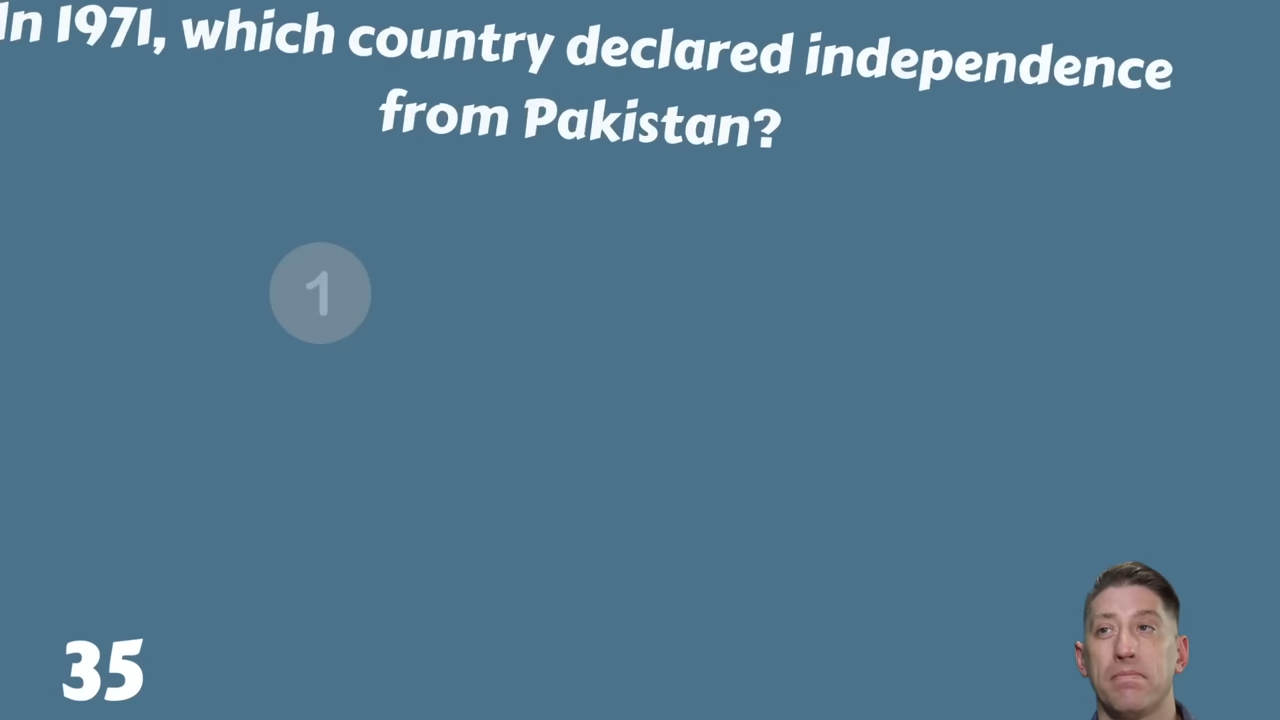 In 1971, which country declared independence
from Pakistan?
1
35